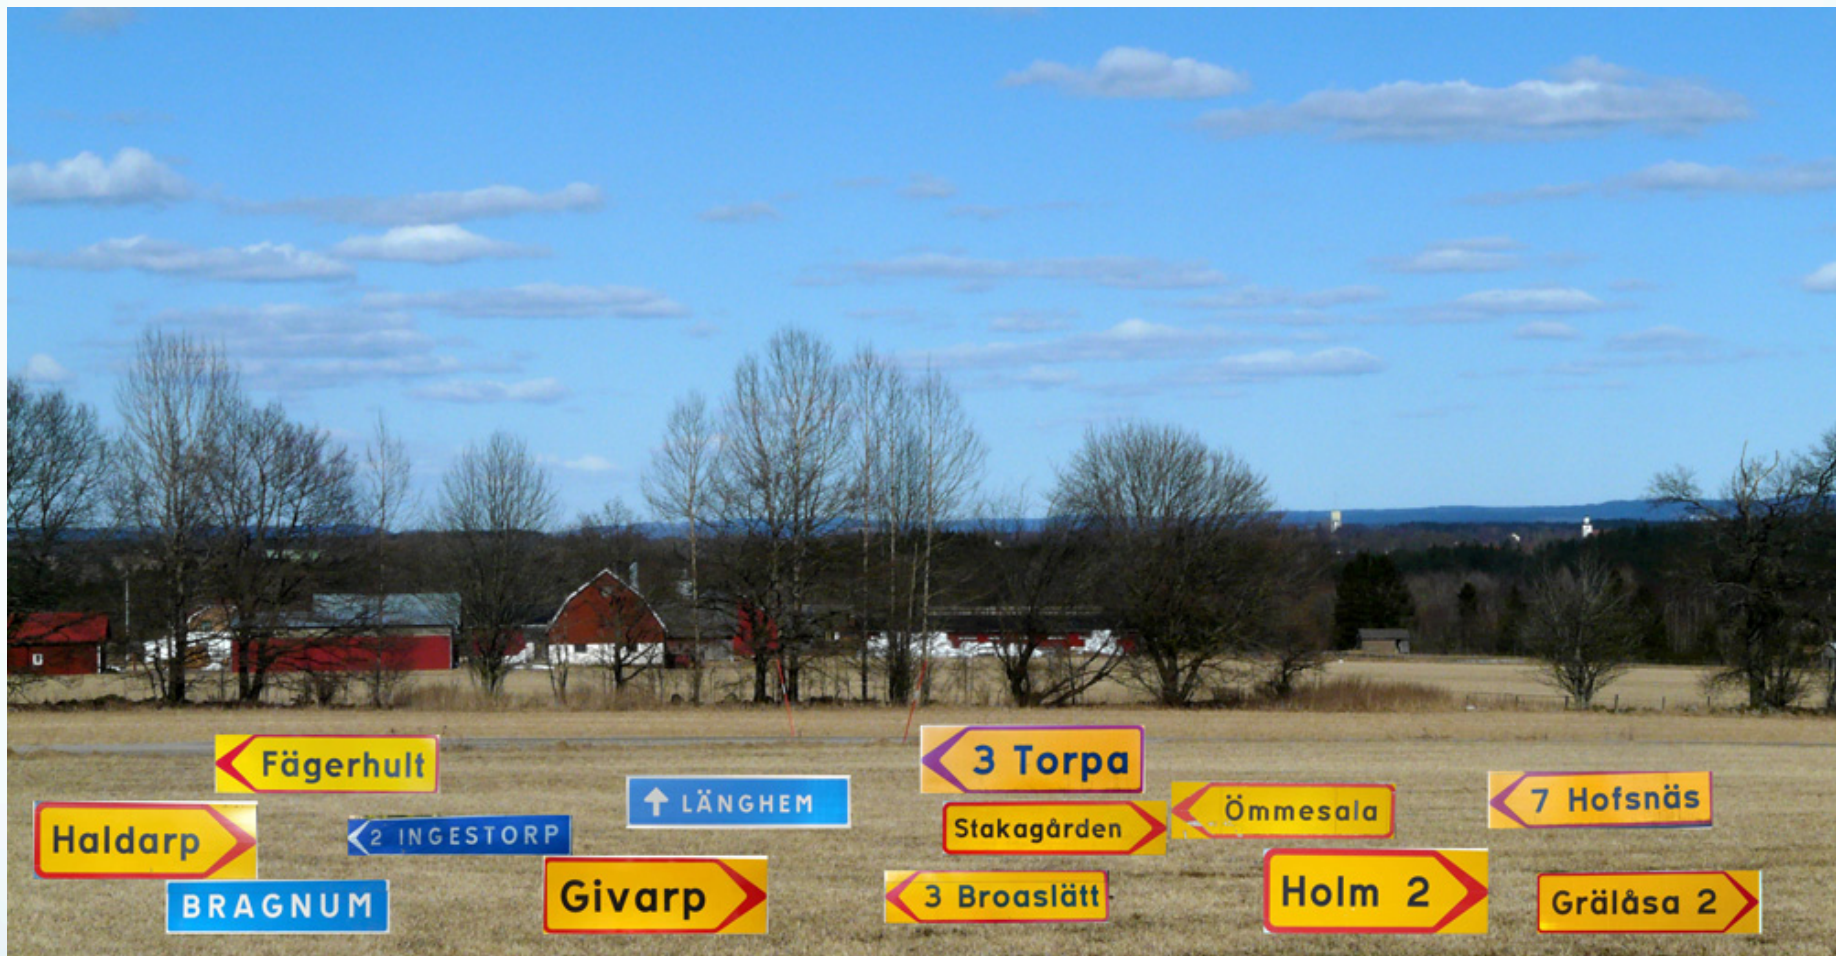 Fägerhult
3 Torpa
LÄNGHEM
Ömmesala
7 Hofsnäs
Haldarp
2 INGESTORP
Stakagården
BRAGNUM
Givarp
3 Broaslätt
Holm 2
Grälåsa 2